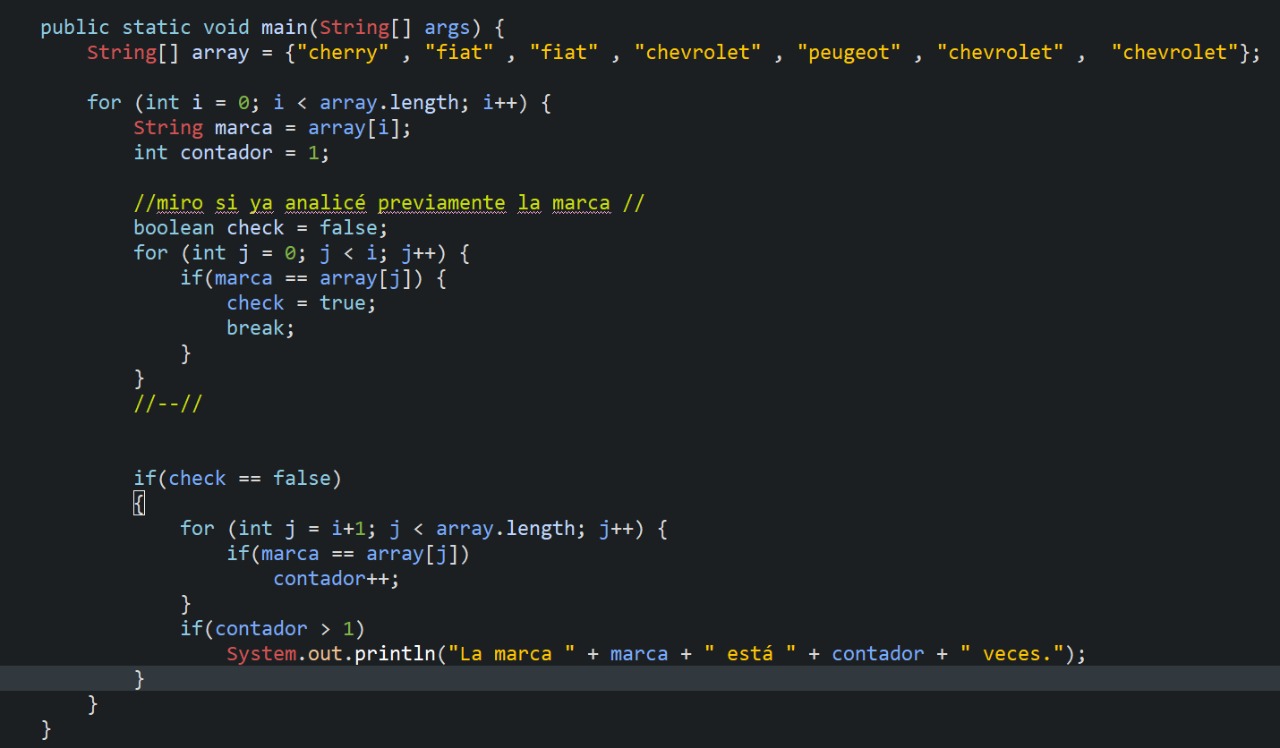 public static void main(String[] args) {
    String[] array = {"cherry" , "fiat" , "fiat" , "chevrolet" , "peugeot" , "chevrolet" ,  "chevrolet"};
    for (int i = 0; i < array.length; i++) {
        String marca = array[i];
        int contador = 1;
        //miro si ya analicé previamente la marca //
        boolean check = false;
        for (int j = 0; j < i; j++) {
            if(marca == array[j]) {
                check = true;
                break;
            }
        }
        //--//
        if(check == false)
        {
            for (int j = i+1; j < array.length; j++) {
                if(marca == array[j])
                    contador++;
            }
            if(contador > 1)
                System.out.println("La marca " + marca + " está " + contador + " veces.");
        }
    }
}